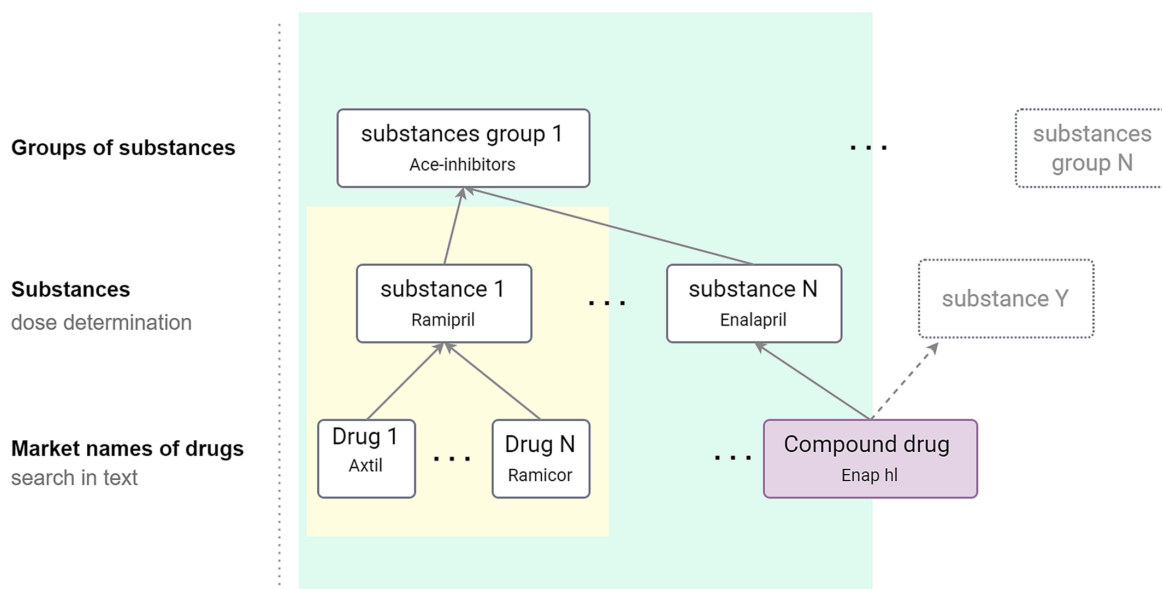 Groups of substances
substances group 1
Ace-inhibitors
...
substances
group N
Substances
dose determination
substance 1
Ramipril
...
substance N
Enalapril
substance Y
Market names of drugs
search in text
Drug 1
Axtil
...
Drug N
Ramicor
...
Compound drug
Enap hl